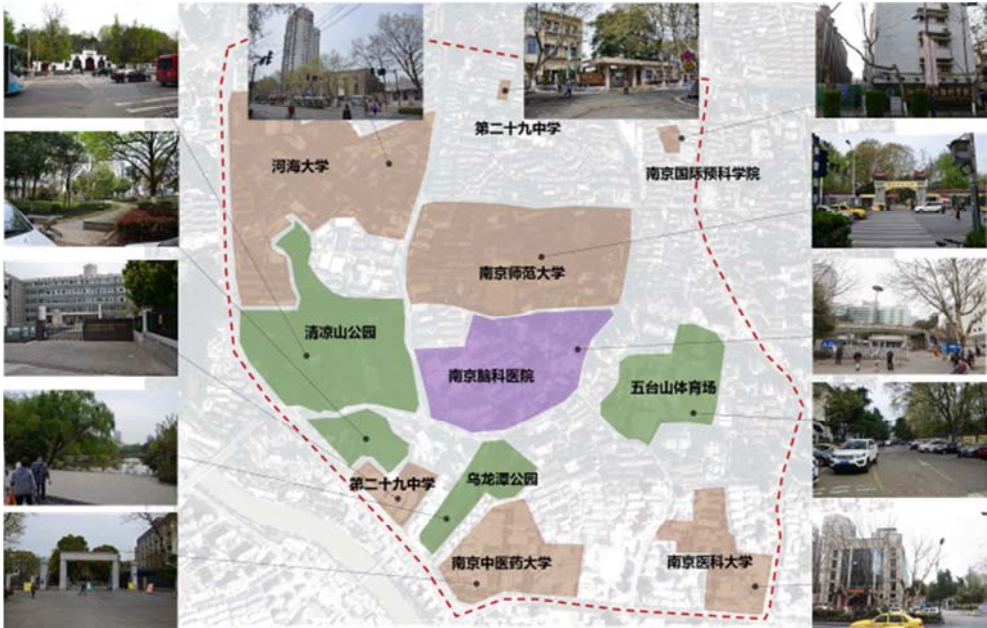 第二十九中学
河海大学
南京国际预科学院
南京师范大学
清凉山公园
南京脑科医院
五台山体育场
第二十九中学
乌龙潭公园
南京中医药大学
南京医科大学